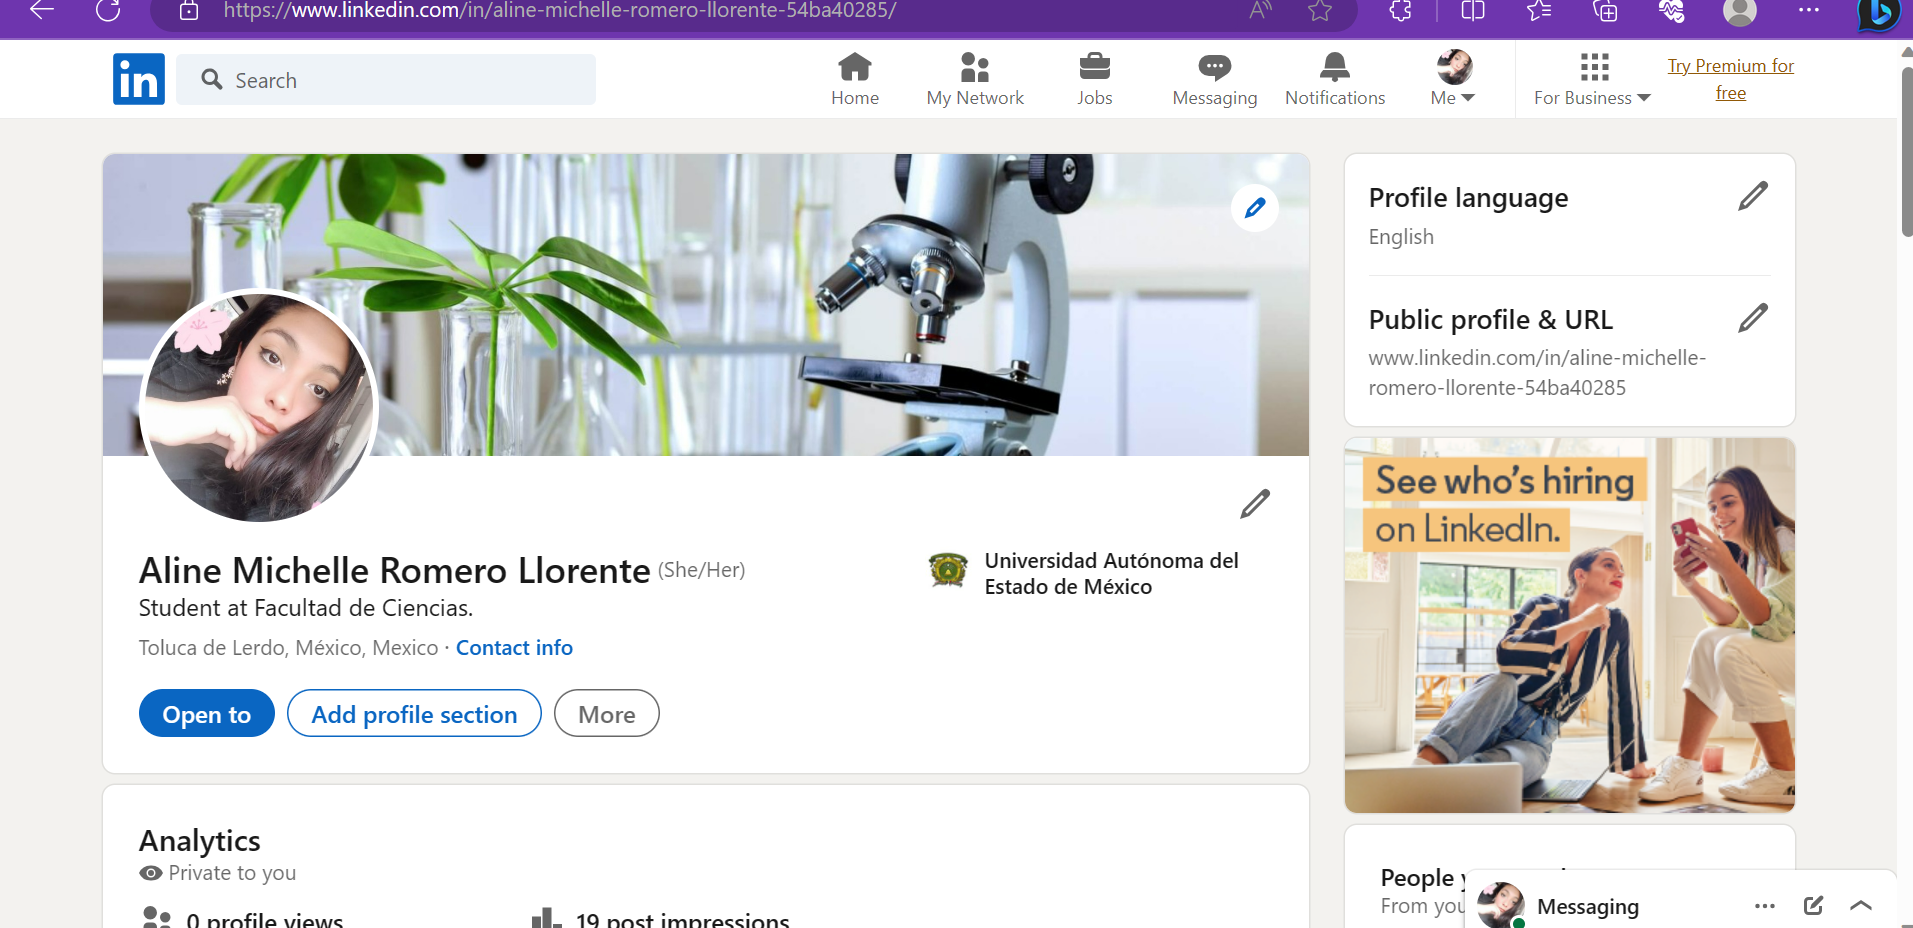 https://www.linkedin.com/in/aline-michelle-romero-llorente-54ba40285/
in
Search
Home
My Network
Jobs
Messaging
Notifications
Me
For Business
Try Premium for
free
Aline Michelle Romero Llorente (She/Her)
Student at Facultad de Ciencias.
Toluca de Lerdo, México, Mexico · Contact info
Universidad Autónoma del
Estado de México
Open to
Add profile section
More
Analytics
Private to you
0 profile views
19 post impressions
Profile language
English
Public profile & URL
www.linkedin.com/in/aline-michelle-
romero-llorente-54ba40285
See who's hiring
on LinkedIn.
People
From you
Messaging